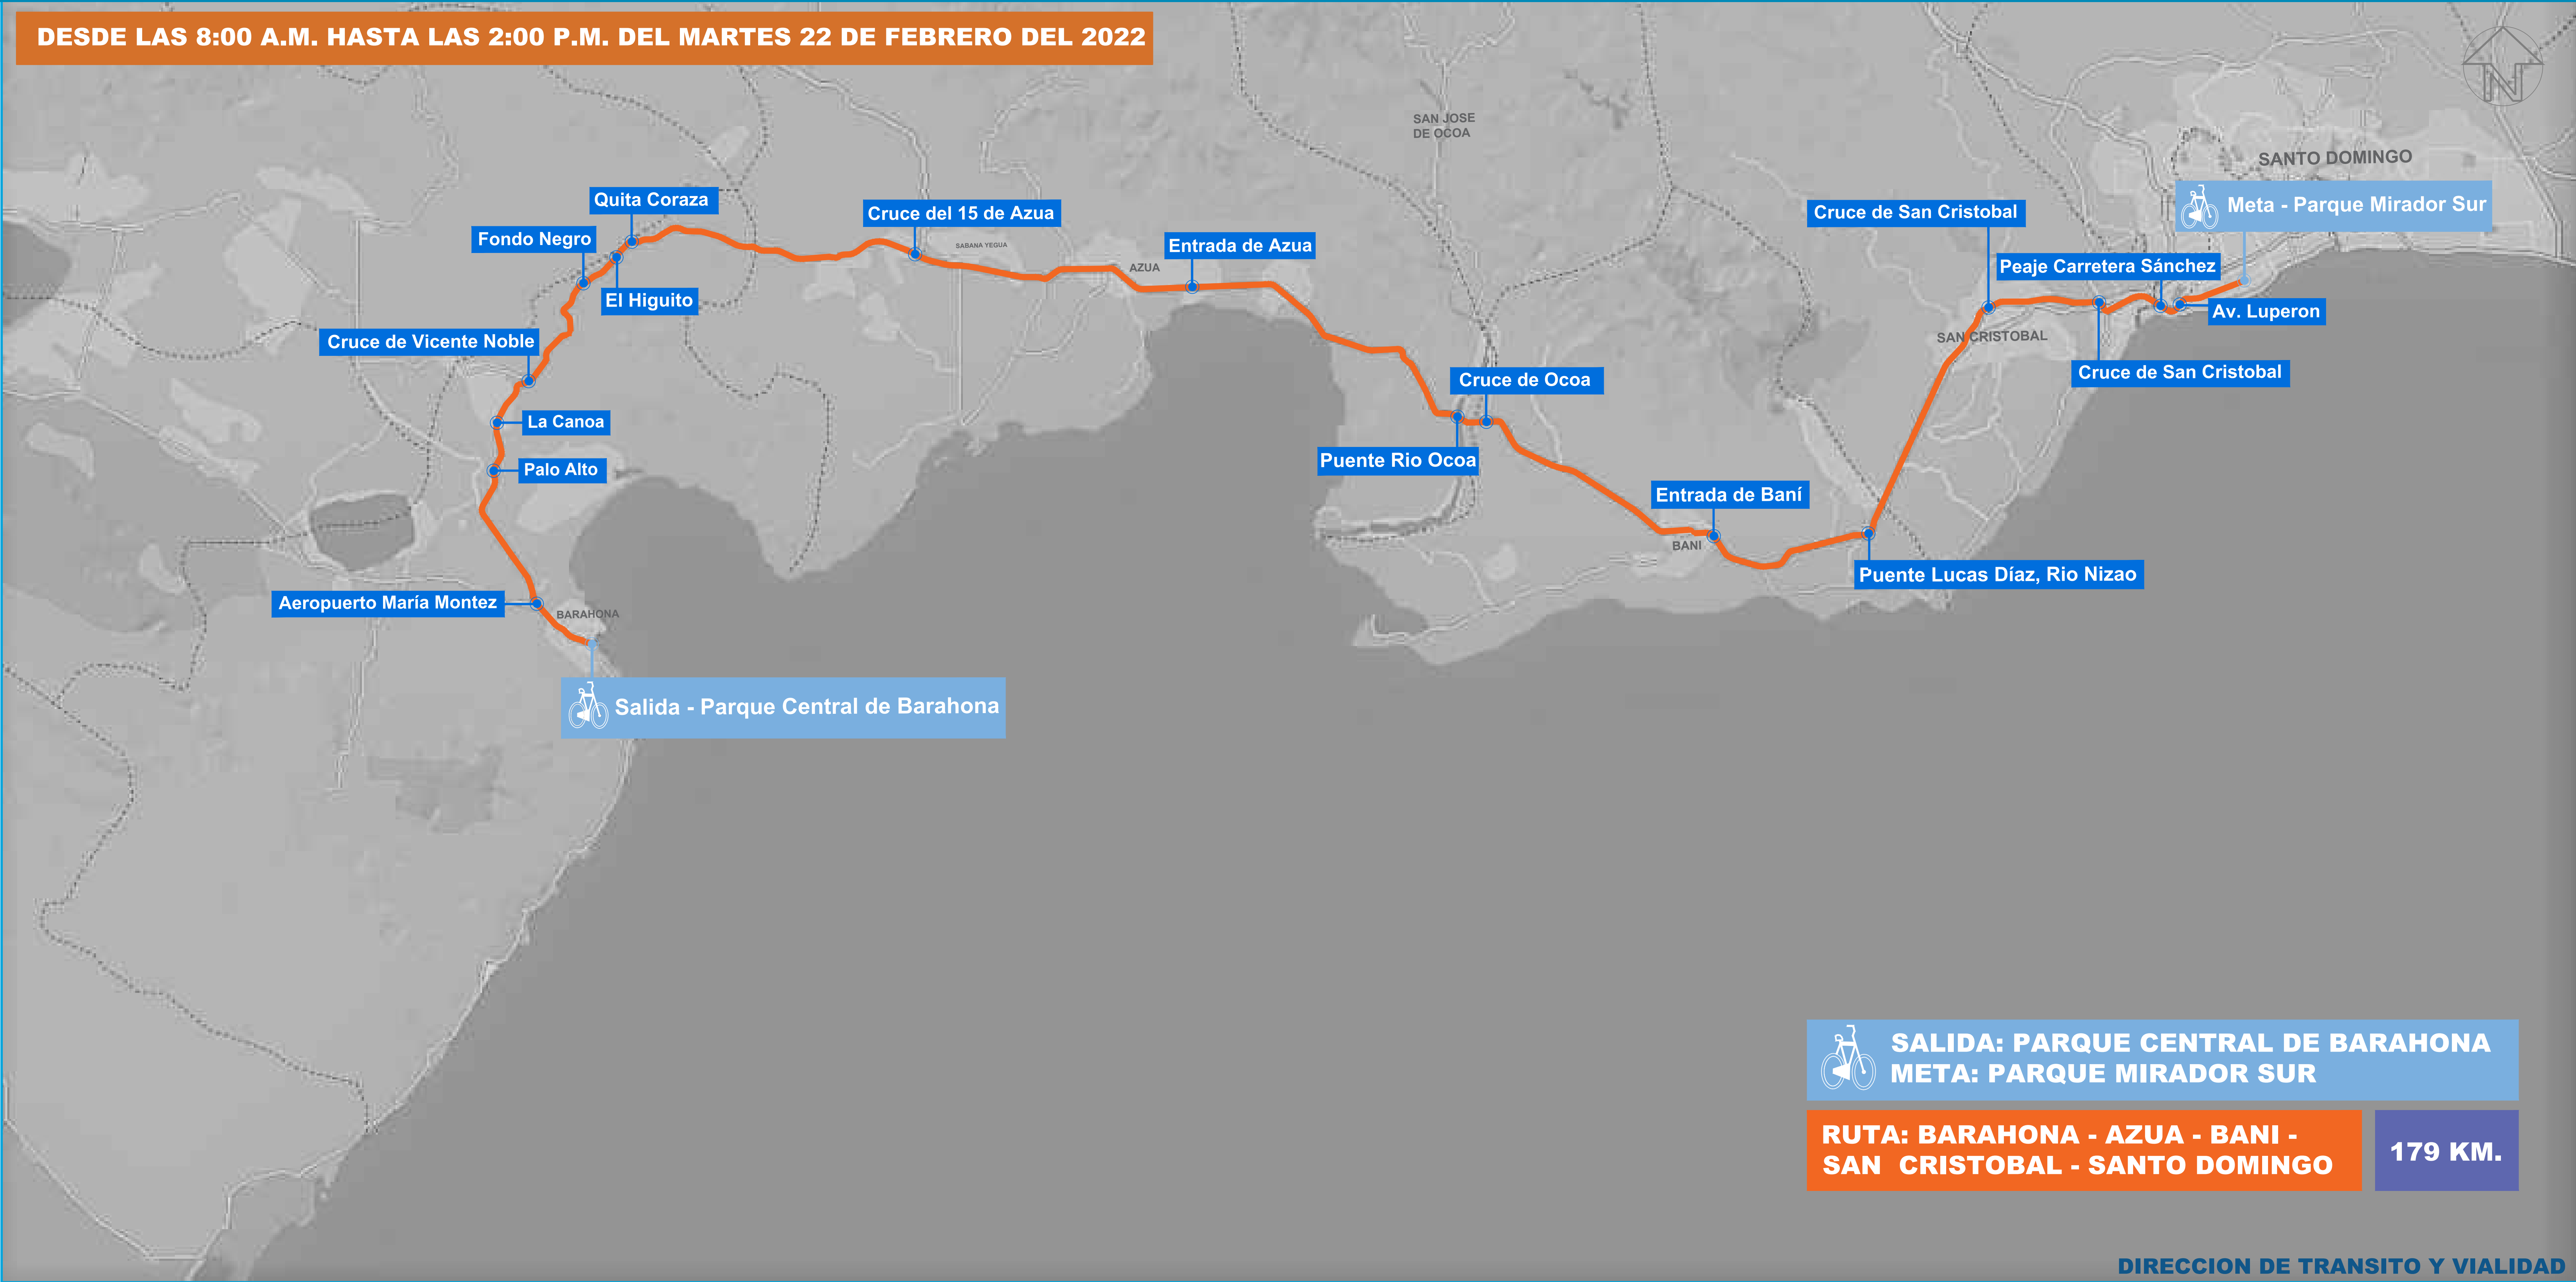 DESDE LAS 8:00 A.M. HASTA LAS 2:00 P.M. DEL MARTES 22 DE FEBRERO DEL 2022
N
SAN JOSE
DE OCOA
SANTO DOMINGO
Quita Coraza
Meta - Parque Mirador Sur
Cruce del 15 de Azua
Cruce de San Cristobal
Fondo Negro
SABANA YEGUA
Entrada de Azua
AZUA
Peaje Carretera Sánchez
El Higuito
Av. Luperon
SAN CRISTOBAL
Cruce de Vicente Noble
Cruce de San Cristobal
Cruce de Ocoa
La Canoa
Puente Rio Ocoa
Palo Alto
Entrada de Baní
BANI
Puente Lucas Díaz, Rio Nizao
Aeropuerto María Montez
BARAHONA
Salida - Parque Central de Barahona
SALIDA: PARQUE CENTRAL DE BARAHONA
META: PARQUE MIRADOR SUR
RUTA: BARAHONA - AZUA - BANI -
SAN CRISTOBAL - SANTO DOMINGO
179 KM.
DIRECCION DE TRANSITO Y VIALIDAD